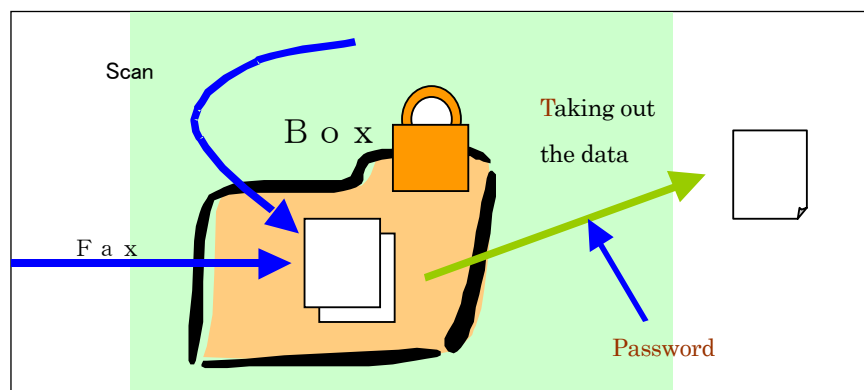 Scan
Box
Taking out
the data
Fax
Password